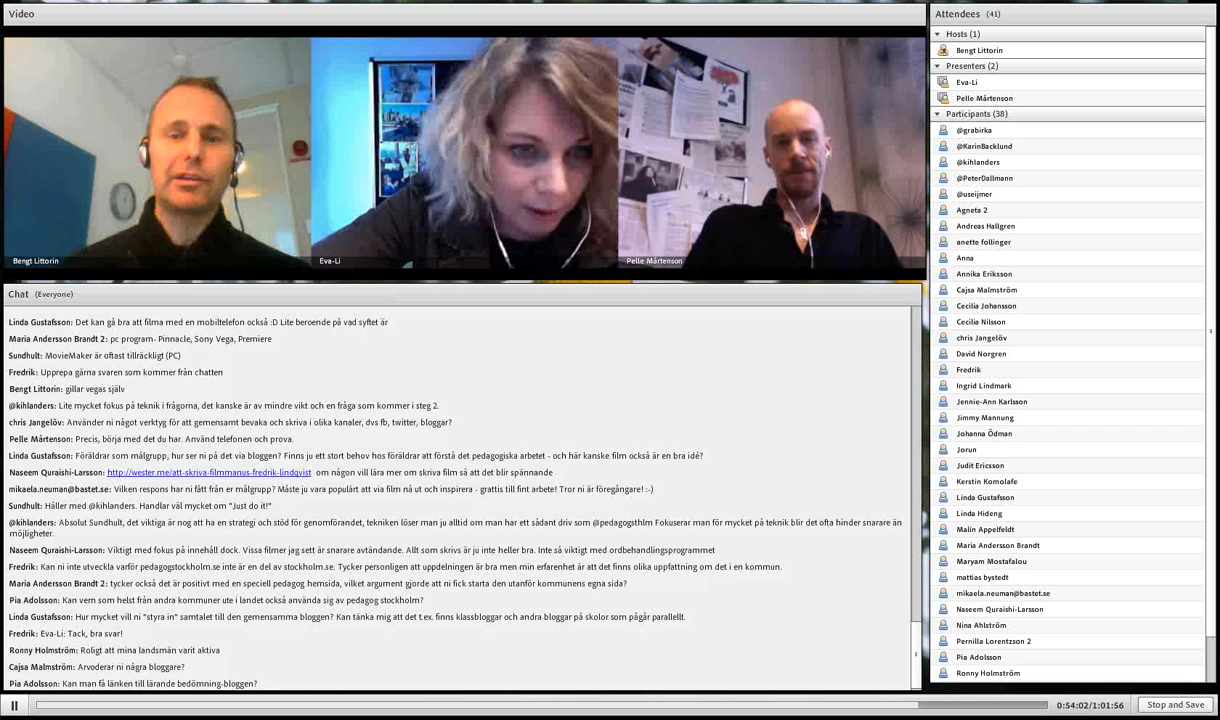 Video
Bengt Littorin
Eva-Li
Pelle Mårtenson
Chat (Everyone)
Linda Gustafsson: Det kan gå bra att filma med en mobiltelefon också :D Lite beroende på vad syftet är
Maria Andersson Brandt 2: pc program- Pinnacle, Sony Vega, Premiere
Sundhult: MovieMaker är oftast tillräckligt (PC)
Fredrik: Upprepa gärna svaren som kommer från chatten
Bengt Littorin: gillar vegas själv
@kihlanders: Lite mycket fokus på teknik i frågorna, det kanske är av mindre vikt och en fråga som kommer i steg 2.
chris Jangelöv: Använder ni något verktyg för att gemensamt bevaka och skriva i olika kanaler, dvs fb, twitter, bloggar?
Pelle Mårtenson: Precis, börja med det du har. Använd telefonen och prova.
Linda Gustafsson: Föräldrar som målgrupp, hur ser ni på det via bloggen? Finns ju ett stort behov hos föräldrar att förstå det pedagogiska arbetet - och här kanske film också är en bra idé?
Naseem Quraishi-Larsson: http://wester.me/att-skriva-filmmanus-fredrik-lindqvist om någon vill lära mer om skriva film så att det blir spännande
mikaela.neuman@bastet.se: Vilken respons har ni fått från er målgrupp? Måste ju vara populärt att via film nå ut och inspirera - grattis till fint arbete! Tror ni är föregångare! :-)
Sundhult: Håller med @kihlanders. Handlar väl mycket om "Just do it!"
@kihlanders: Absolut Sundhult, det viktiga är nog att ha en strategi och stöd för genomförandet, tekniken löser man ju alltid om man har ett sådant driv som @pedagogsthlm Fokuserar man för mycket på teknik blir det ofta hinder snarare än
möjligheter.
Naseem Quraishi-Larsson: Viktigt med fokus på innehåll dock. Vissa filmer jag sett är snarare avtändande. Allt som skrivs är ju inte heller bra. Inte så viktigt med ordbehandlingsprogrammet
Fredrik: Kan ni inte utveckla varför pedagogstockholm.se inte är en del av stockholm.se. Tycker personligen att uppdelningen är bra men min erfarenhet är att det finns olika uppfattning om det i en kommun.
Maria Andersson Brandt 2: tycker också det är positivt med en speciell pedagog hemsida, vilket argument gjorde att ni fick starta den utanför kommunens egna sida?
Pia Adolsson: Kan vem som helst från andra kommuner ute i landet också använda sig av pedagog stockholm?
Linda Gustafsson: Hur mycket vill ni "styra in" samtalet till den gemensamma bloggen? Kan tänka mig att det t.ex. finns klassbloggar och andra bloggar på skolor som pågår parallellt.
Fredrik: Eva-Li: Tack, bra svar!
Ronny Holmström: Roligt att mina landsmän varit aktiva
Cajsa Malmström: Arvoderar ni några bloggare?
Pia Adolsson: Kan man få länken till lärande bedömning-bloggen?
Attendees (41)
Hosts (1)
Bengt Littorin
Presenters (2)
Eva-Li
Pelle Mårtenson
Participants (38)
@grabirka
@KarinBacklund
@kihlanders
@PeterDallmann
@useijmer
Agneta 2
Andreas Hallgren
anette follinger
Anna
Annika Eriksson
Cajsa Malmström
Cecilia Johansson
Cecilia Nilsson
chris Jangelöv
David Norgren
Fredrik
Ingrid Lindmark
Jennie-Ann Karlsson
Jimmy Mannung
Johanna Ödman
Jorun
Judit Ericsson
Kerstin Komolafe
Linda Gustafsson
Linda Hideng
Malin Appelfeldt
Maria Andersson Brandt
Maryam Mostafalou
mattias bystedt
mikaela.neuman@bastet.se
Naseem Quraishi-Larsson
Nina Ahlström
Pernilla Lorentzson 2
Pia Adolsson
Ronny Holmström
0:54:02/1:01:56
Stop and Save